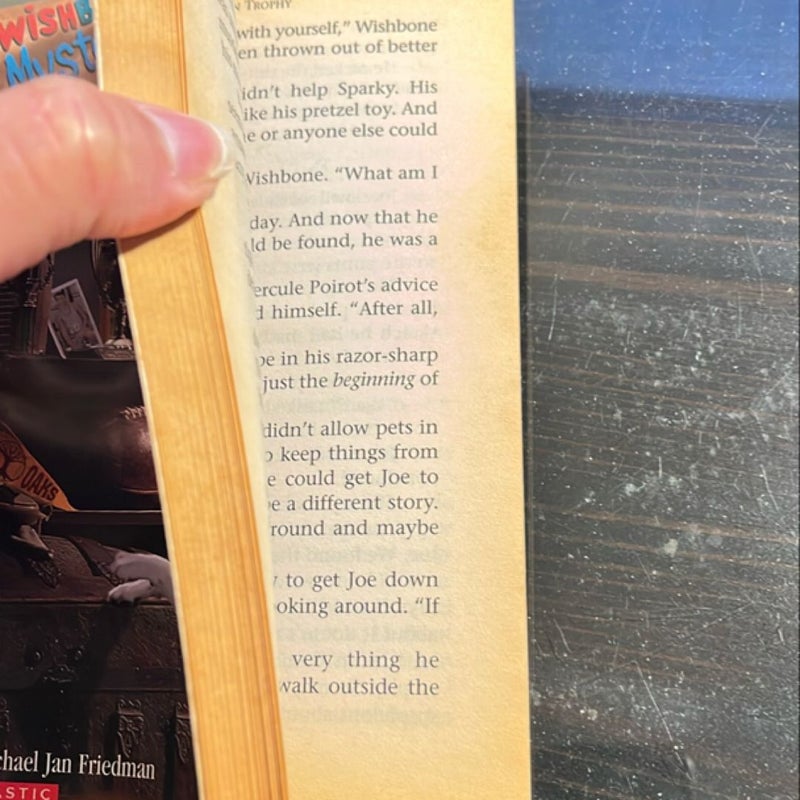 WISHB
Myst
OAKS
chael Jan Friedman
ASTIC
N TROPHY
with yourself,” Wishbone
en thrown out of better
idn’t help Sparky. His
ike his pretzel toy. And
e or anyone else could
Wishbone. “What am I
day. And now that he
ld be found, he was a
ercule Poirot’s advice
d himself. “After all,
be in his razor-sharp
just the beginning of
didn’t allow pets in
o keep things from
e could get Joe to
be a different story.
round and maybe
y to get Joe down
oking around. “If
very thing he
walk outside the